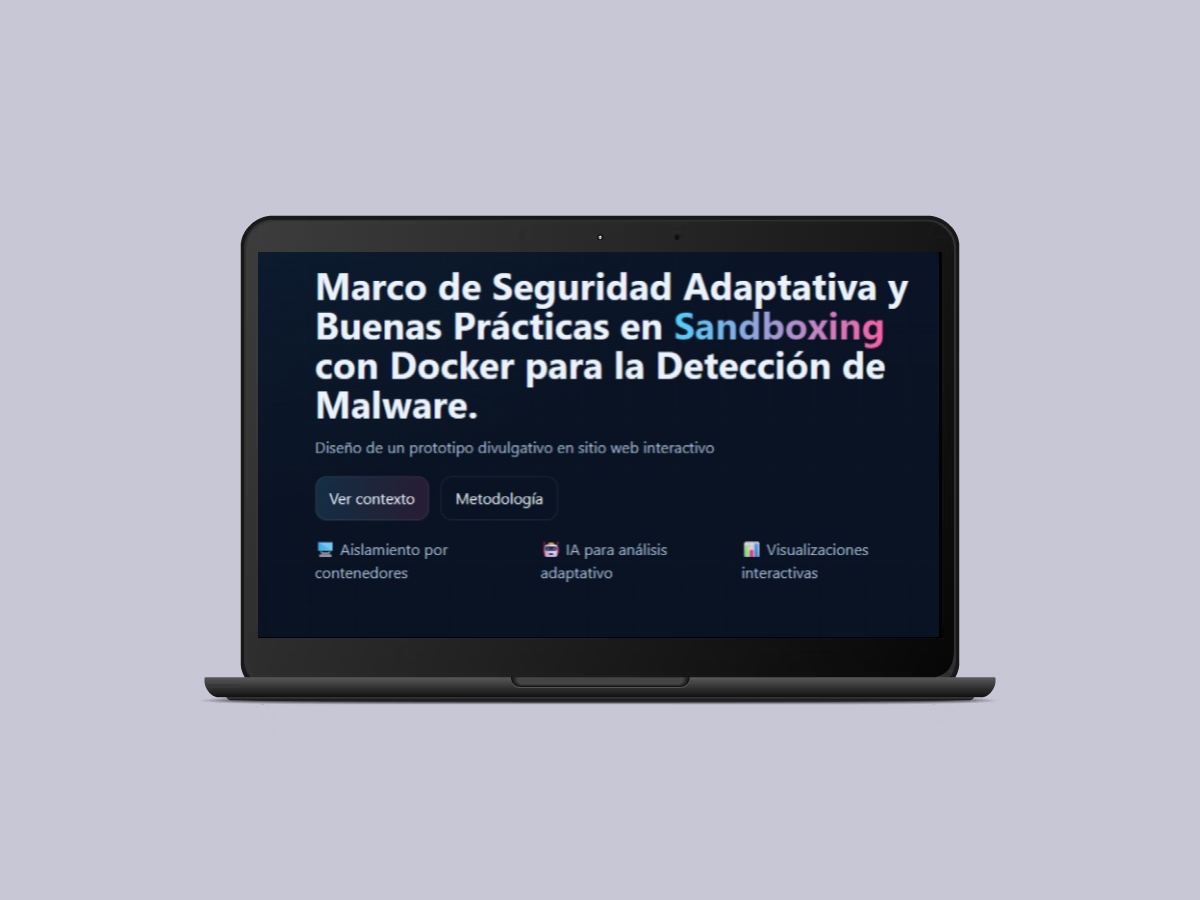 Marco de Seguridad Adaptativa y
Buenas Prácticas en Sandboxing
con Docker para la Detección de
Malware.
Diseño de un prototipo divulgativo en sitio web interactivo
Ver contexto
Metodología
Aislamiento por
contenedores
IA para análisis
adaptativo
Visualizaciones
interactivas